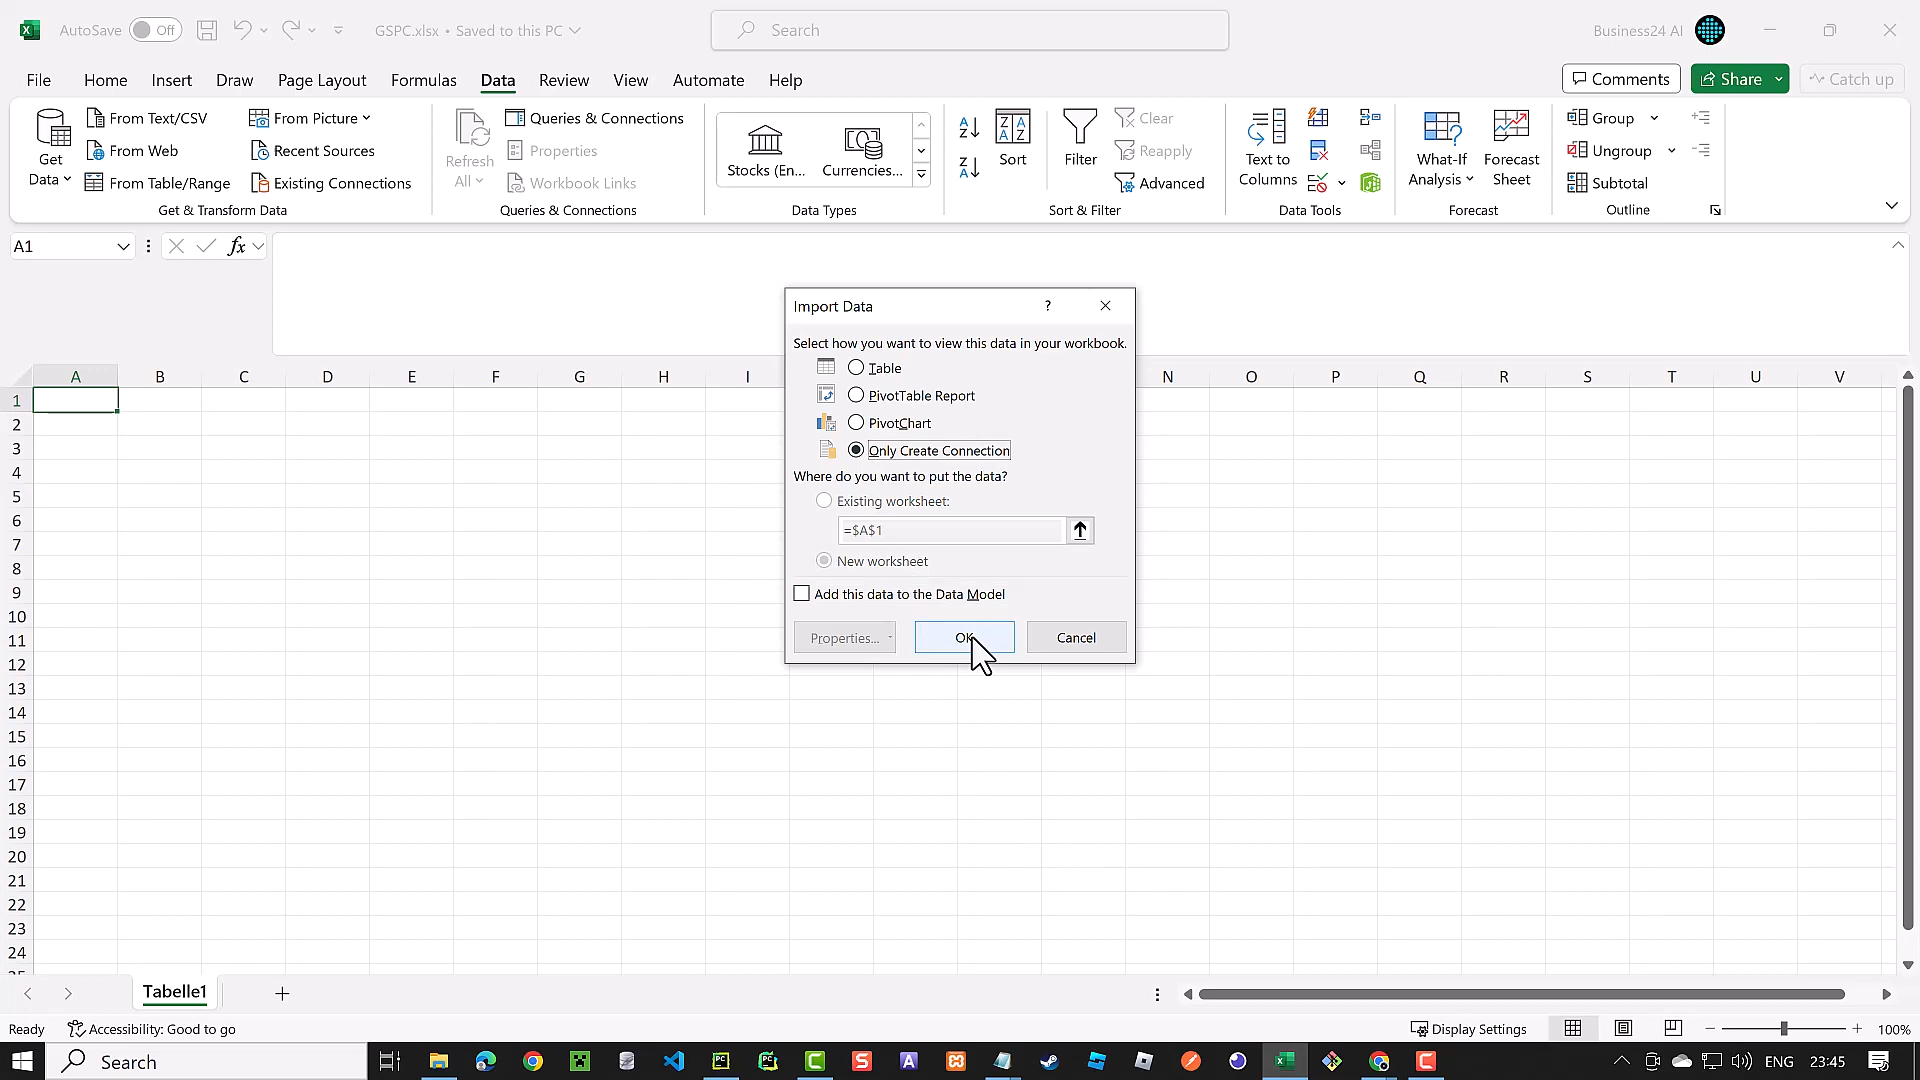 AutoSave Off GSPC.xlsx • Saved to this PC Search Business24 AI
File Home Insert Draw Page Layout Formulas Data Review View Automate Help Comments Share Catch up
Get Data
From Text/CSV
From Web
From Table/Range
From Picture
Recent Sources
Existing Connections
Get & Transform Data
Refresh All
Queries & Connections
Properties
Workbook Links
Queries & Connections
Stocks (En... Currencies...
Data Types
Sort
Filter
Clear
Reapply
Advanced
Sort & Filter
Text to Columns
Data Tools
What-If Analysis
Forecast Sheet
Forecast
Group
Ungroup
Subtotal
Outline
A1 fx
Import Data ? ×
Select how you want to view this data in your workbook.
Table
PivotTable Report
PivotChart
Only Create Connection
Where do you want to put the data?
Existing worksheet:
=$A$1
New worksheet
Add this data to the Data Model
Properties... OK Cancel
A B C D E F G H I N O P Q R S T U V
1
2
3
4
5
6
7
8
9
10
11
12
13
14
15
16
17
18
19
20
21
22
23
24
Tabelle1
Ready Accessibility: Good to go Display Settings 100%
Search ENG 23:45